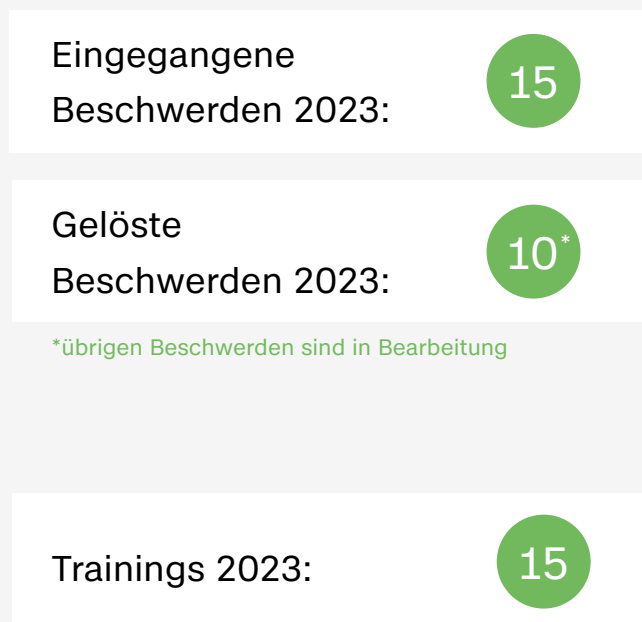 Eingegangene
Beschwerden 2023:
15
Gelöste
Beschwerden 2023:
10*
*übrigen Beschwerden sind in Bearbeitung
Trainings 2023:
15